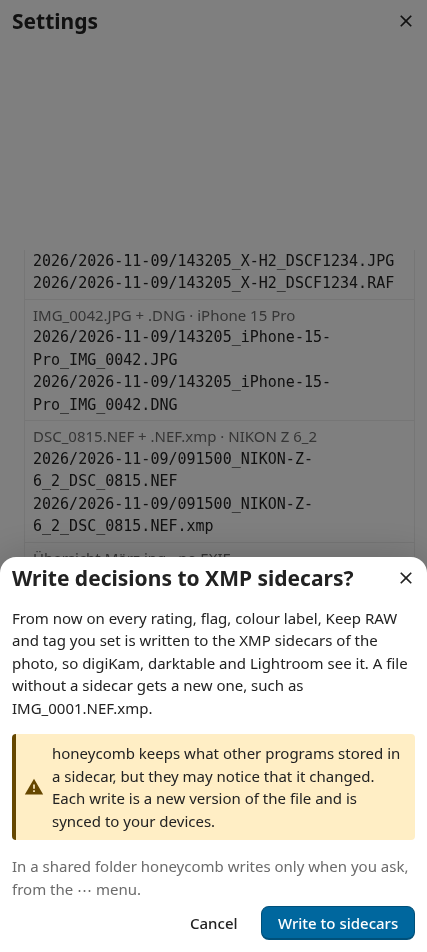 Settings
2026/2026-11-09/143205_X-H2_DSCF1234.JPG
2026/2026-11-09/143205_X-H2_DSCF1234.RAF
IMG_0042.JPG + .DNG · iPhone 15 Pro
2026/2026-11-09/143205_iPhone-15-
Pro_IMG_0042.JPG
2026/2026-11-09/143205_iPhone-15-
Pro_IMG_0042.DNG
DSC_0815.NEF + .NEF.xmp · NIKON Z 6_2
2026/2026-11-09/091500_NIKON-Z-
6_2_DSC_0815.NEF
2026/2026-11-09/091500_NIKON-Z-
6_2_DSC_0815.NEF.xmp
Write decisions to XMP sidecars?
From now on every rating, flag, colour label, Keep RAW
and tag you set is written to the XMP sidecars of the
photo, so digiKam, darktable and Lightroom see it. A file
without a sidecar gets a new one, such as
IMG_0001.NEF.xmp.
honeycomb keeps what other programs stored in
a sidecar, but they may notice that it changed.
Each write is a new version of the file and is
synced to your devices.
In a shared folder honeycomb writes only when you ask,
from the ··· menu.
Cancel
Write to sidecars